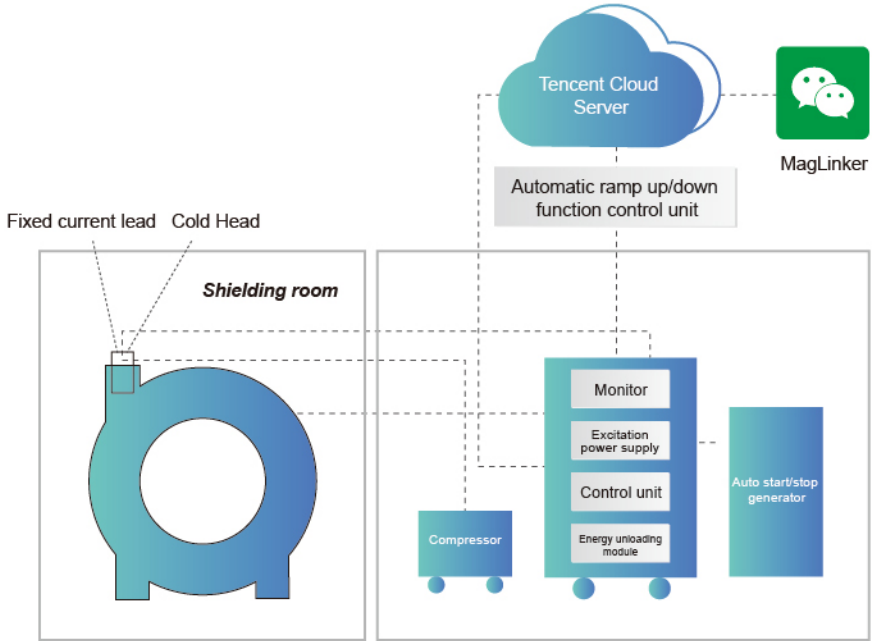 Tencent Cloud
Server
MagLinker
Automatic ramp up/down
function control unit
Fixed current lead
Cold Head
Shielding room
Monitor
Excitation
power supply
Control unit
Energy unloading
module
Compressor
Auto start/stop
generator